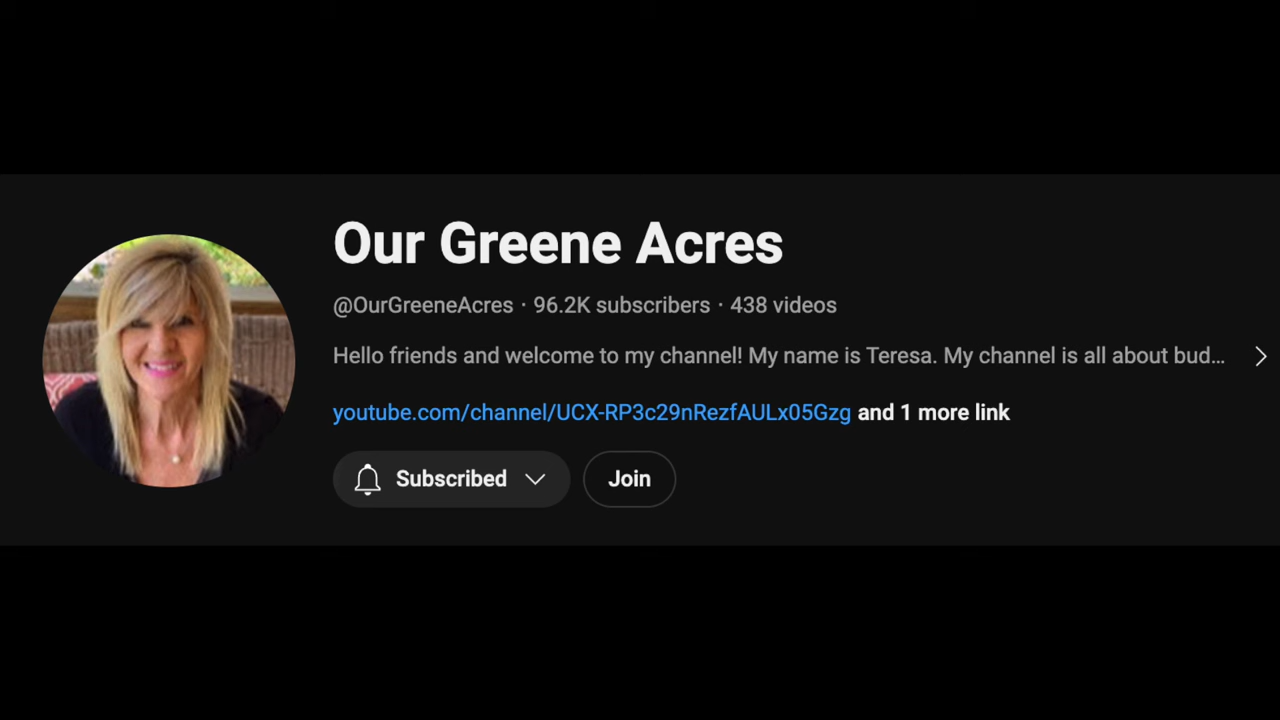 Our Greene Acres
@OurGreeneAcres · 96.2K subscribers · 438 videos
Hello friends and welcome to my channel! My name is Teresa. My channel is all about bud...
youtube.com/channel/UCX-RP3c29nRezfAULx05Gzg and 1 more link
Subscribed Join